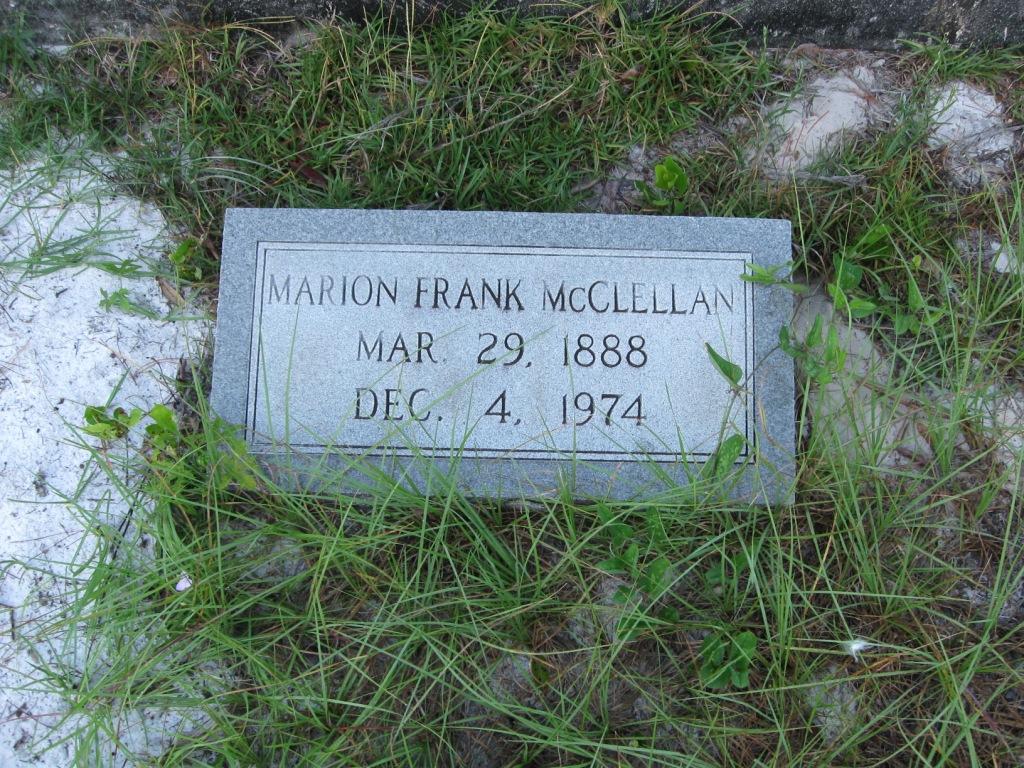 MARION FRANK McCLELLAN
MAR. 29, 1888
DEC. 4, 1974